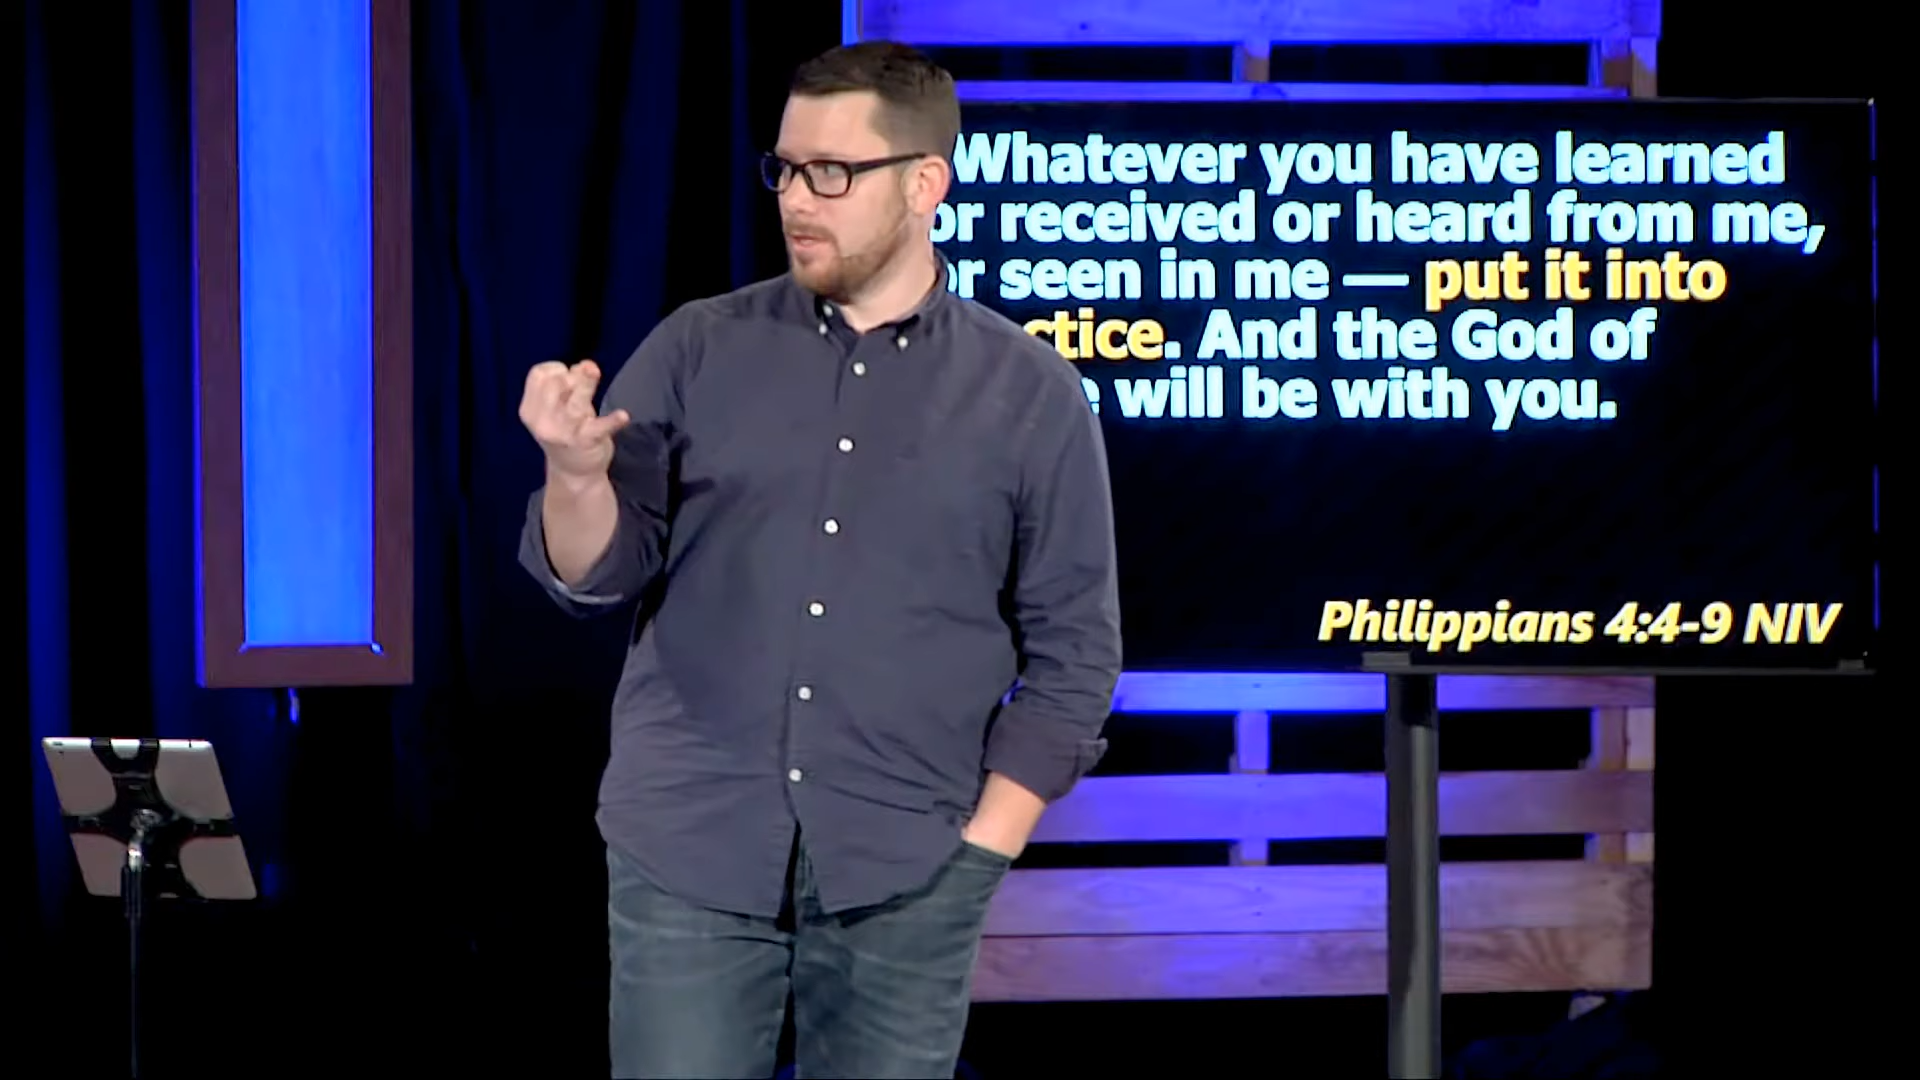 Whatever you have learned
or received or heard from me,
or seen in me — put it into
ctice. And the God of
will be with you.
Philippians 4:4-9 NIV